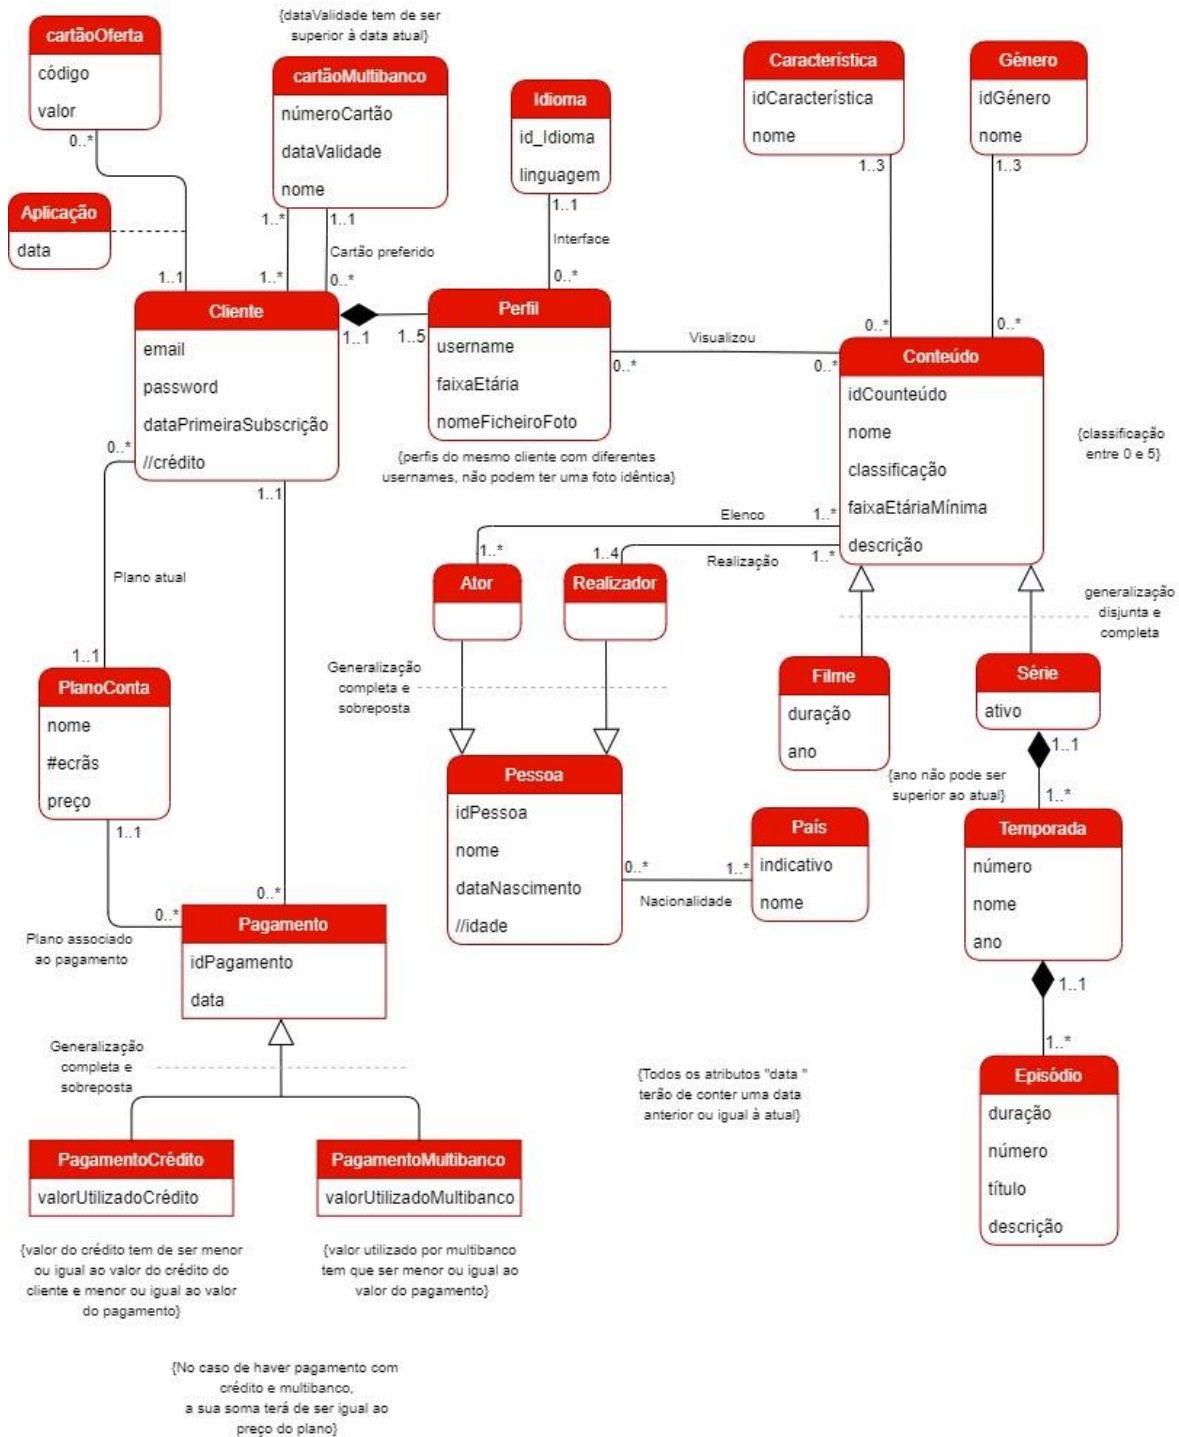 {dataValidade tem de ser
superior à data atual}
cartãoOferta
código
valor
0..*
cartãoMultibanco
númeroCartão
dataValidade
nome
1..*
1..1
Idioma
id_Idioma
linguagem
1..1
Característica
idCaracterística
nome
1..3
Género
idGénero
nome
1..3
Aplicação
data
1..1
1..*
Cartão preferido
0..*
Interface
0..*
Cliente
email
password
dataPrimeiraSubscrição
//crédito
1..1
1..5
Perfil
username
faixaEtária
nomeFicheiroFoto
Visualizou
0..*
0..*
0..*
0..*
Conteúdo
idCounteúdo
nome
classificação
faixaEtáriaMínima
descrição
{classificação
entre 0 e 5}
{perfis do mesmo cliente com diferentes
usernames, não podem ter uma foto idêntica}
0..*
1..1
Elenco
1..*
1..*
Realização
1..4
1..*
Ator
Realizador
Plano atual
generalização
disjunta e
completa
1..1
PlanoConta
nome
#ecrãs
preço
1..1
Generalização
completa e
sobreposta
Filme
duração
ano
Série
ativo
1..1
{ano não pode ser
superior ao atual}
1..*
Pessoa
idPessoa
nome
dataNascimento
//idade
0..*
1..*
Nacionalidade
País
indicativo
nome
Temporada
número
nome
ano
1..1
1..*
0..*
0..*
Plano associado
ao pagamento
Pagamento
idPagamento
data
Generalização
completa e
sobreposta
{Todos os atributos "data "
terão de conter uma data
anterior ou igual à atual}
Episódio
duração
número
título
descrição
PagamentoCrédito
valorUtilizadoCrédito
PagamentoMultibanco
valorUtilizadoMultibanco
{valor do crédito tem de ser menor
ou igual ao valor do crédito do
cliente e menor ou igual ao valor
do pagamento}
{valor utilizado por multibanco
tem que ser menor ou igual ao
valor do pagamento}
{No caso de haver pagamento com
crédito e multibanco,
a sua soma terá de ser igual ao
preço do plano}